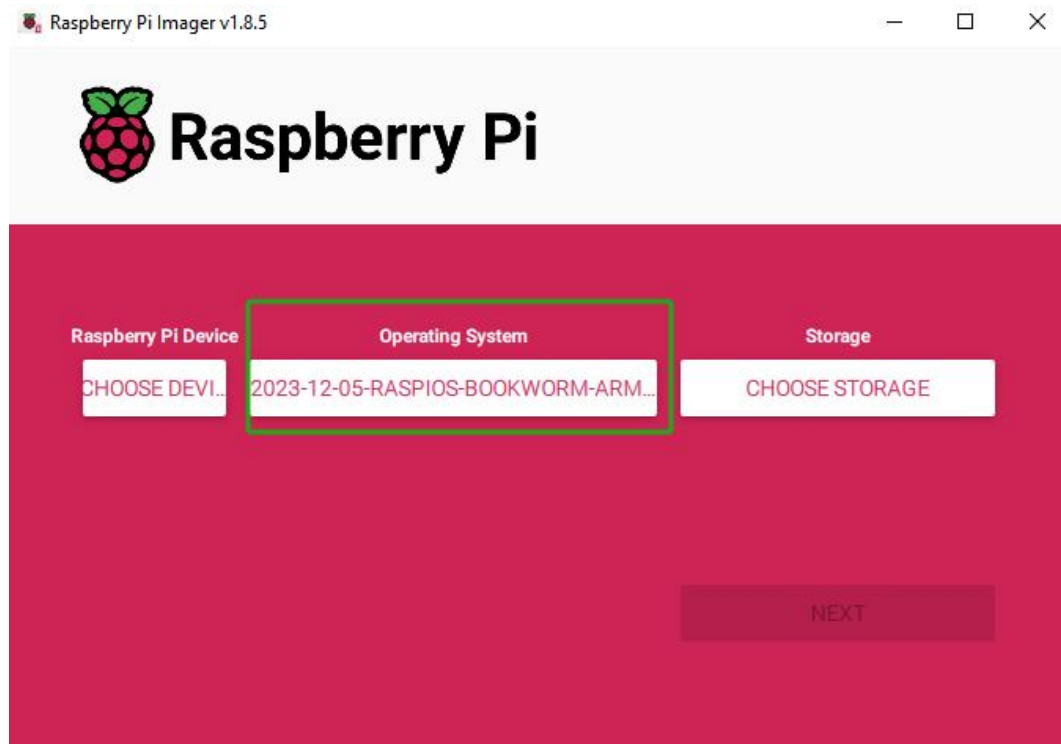 Raspberry Pi Imager v1.8.5
Raspberry Pi
Raspberry Pi Device
Operating System
Storage
CHOOSE DEVI...
2023-12-05-RASPIOS-BOOKWORM-ARM...
CHOOSE STORAGE
NEXT